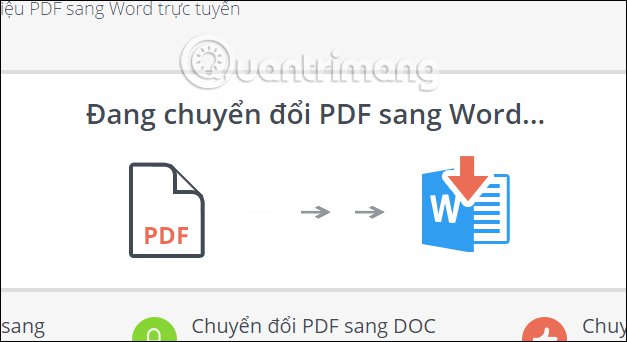 iệu PDF sang Word trực tuyến
Quantrimang
Đang chuyển đổi PDF sang Word...
PDF
W
sang
Chuyển đổi PDF sang DOC
Chuy